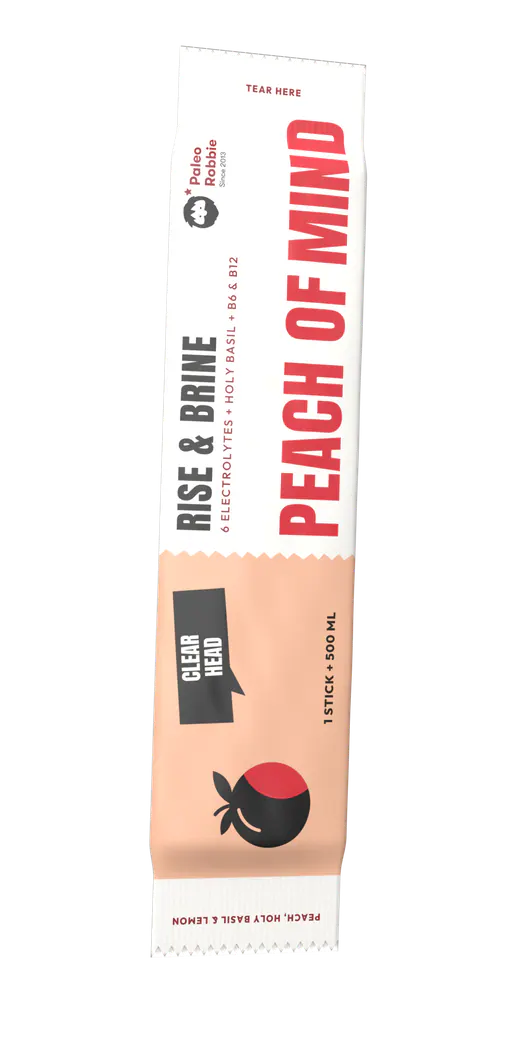 TEAR HERE
Paleo
Robbie
Since 2013
RISE & BRINE
6 ELECTROLYTES + HOLY BASIL + B6 & B12
PEACH OF MIND
CLEAR
HEAD
1 STICK + 500 ML
PEACH, HOLY BASIL & LEMON